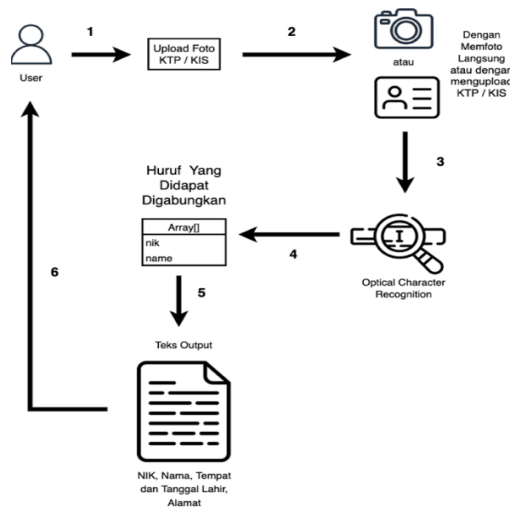 1
2
User
Upload Foto
KTP / KIS
atau
Dengan
Memfoto
Langsung
atau dengan
mengupload
KTP / KIS
3
Huruf Yang
Didapat
Digabungkan
Array[]
nik
name
4
Optical Character
Recognition
5
6
Teks Output
NIK, Nama, Tempat
dan Tanggal Lahir,
Alamat